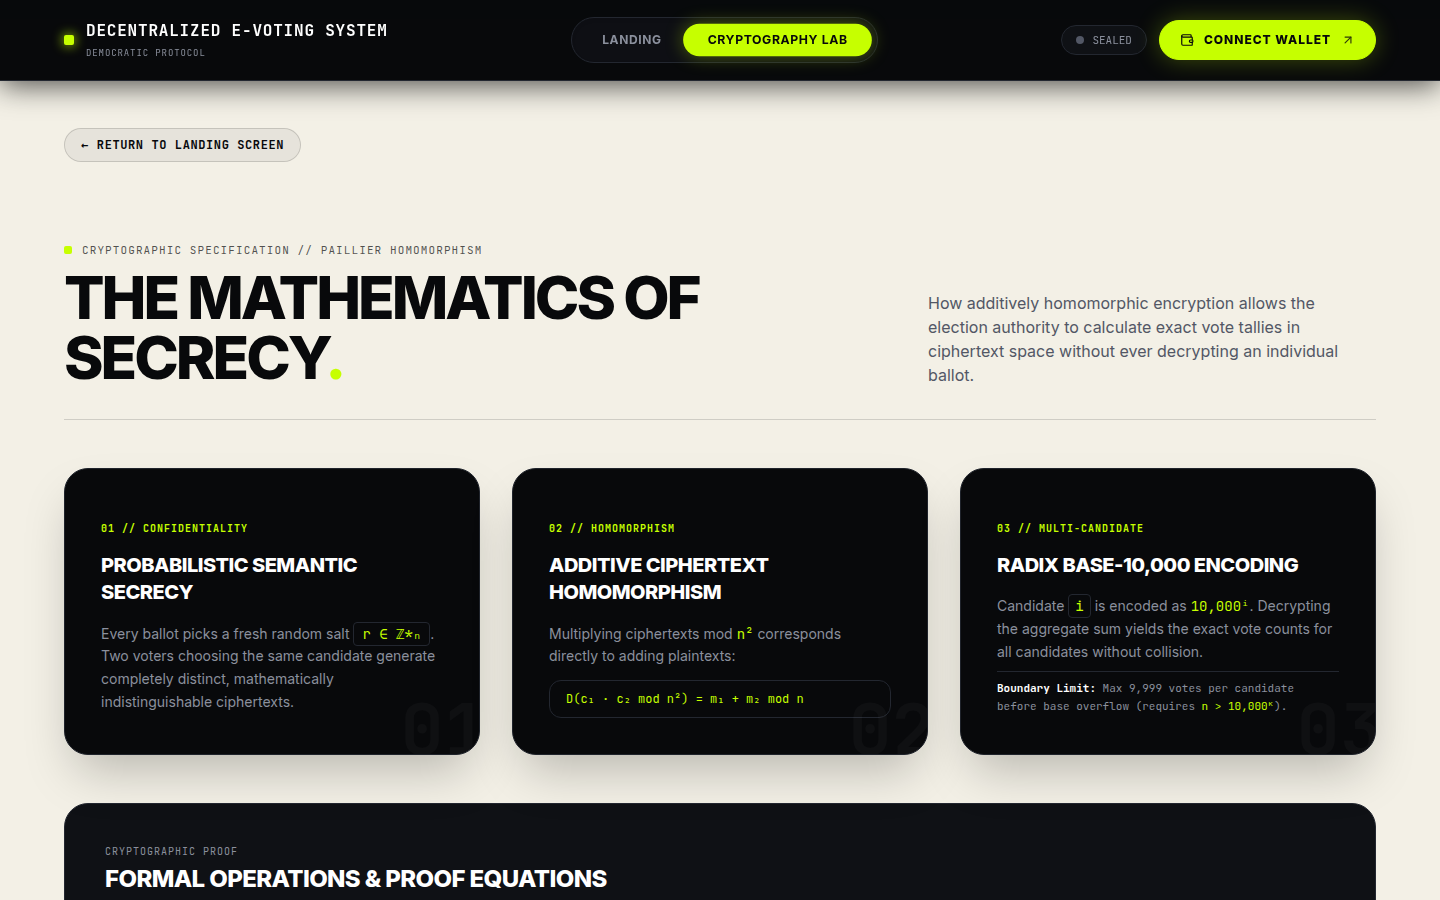 DECENTRALIZED E-VOTING SYSTEM
DEMOCRATIC PROTOCOL
LANDING
CRYPTOGRAPHY LAB
SEALED
CONNECT WALLET ↗
← RETURN TO LANDING SCREEN
CRYPTOGRAPHIC SPECIFICATION // PAILLIER HOMOMORPHISM
THE MATHEMATICS OF
SECRECY.
How additively homomorphic encryption allows the
election authority to calculate exact vote tallies in
ciphertext space without ever decrypting an individual
ballot.
01 // CONFIDENTIALITY
PROBABILISTIC SEMANTIC
SECRECY
Every ballot picks a fresh random salt r ∈ ℤ*ₙ.
Two voters choosing the same candidate generate
completely distinct, mathematically
indistinguishable ciphertexts.
01
02 // HOMOMORPHISM
ADDITIVE CIPHERTEXT
HOMOMORPHISM
Multiplying ciphertexts mod n² corresponds
directly to adding plaintexts:
D(c₁ · c₂ mod n²) = m₁ + m₂ mod n
02
03 // MULTI-CANDIDATE
RADIX BASE-10,000 ENCODING
Candidate i is encoded as 10,000ⁱ. Decrypting
the aggregate sum yields the exact vote counts for
all candidates without collision.
Boundary Limit: Max 9,999 votes per candidate
before base overflow (requires n > 10,000ᴷ).
03
CRYPTOGRAPHIC PROOF
FORMAL OPERATIONS & PROOF EQUATIONS